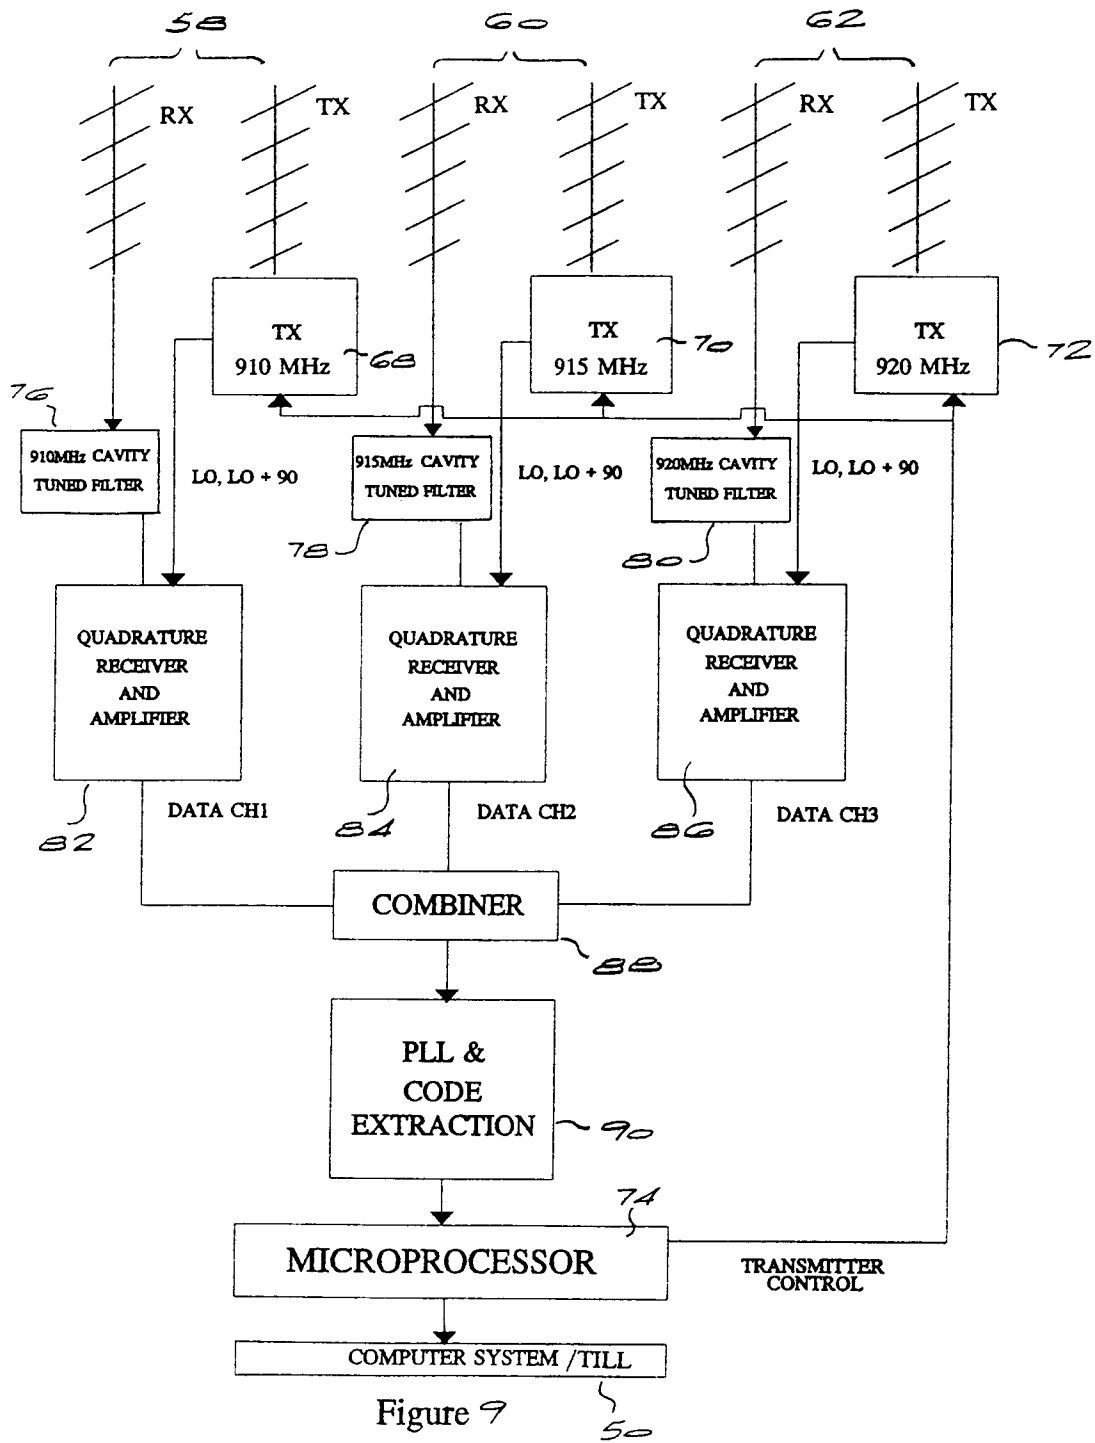 58
60
62
RX
TX
RX
TX
RX
TX
TX
910 MHz
68
TX
915 MHz
70
TX
920 MHz
72
76
910MHz CAVITY
TUNED FILTER
LO, LO + 90
915MHz CAVITY
TUNED FILTER
78
LO, LO + 90
920MHz CAVITY
TUNED FILTER
80
LO, LO + 90
QUADRATURE
RECEIVER
AND
AMPLIFIER
82
QUADRATURE
RECEIVER
AND
AMPLIFIER
84
QUADRATURE
RECEIVER
AND
AMPLIFIER
86
DATA CH1
DATA CH2
DATA CH3
COMBINER
88
PLL &
CODE
EXTRACTION
90
74
MICROPROCESSOR
TRANSMITTER
CONTROL
COMPUTER SYSTEM / TILL
50
Figure 9